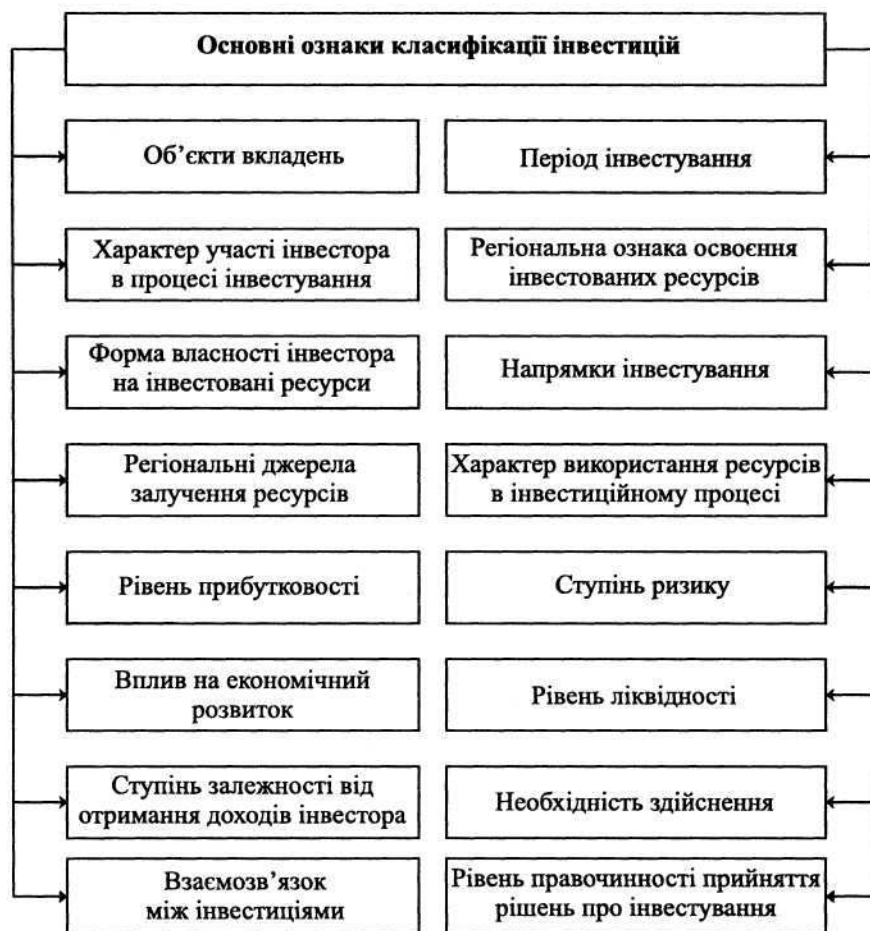 Основні ознаки класифікації інвестицій
Об’єкти вкладень
Період інвестування
Характер участі інвестора
в процесі інвестування
Регіональна ознака освоєння
інвестованих ресурсів
Форма власності інвестора
на інвестовані ресурси
Напрямки інвестування
Регіональні джерела
залучення ресурсів
Характер використання ресурсів
в інвестиційному процесі
Рівень прибутковості
Ступінь ризику
Вплив на економічний
розвиток
Рівень ліквідності
Ступінь залежності від
отримання доходів інвестора
Необхідність здійснення
Взаємозв’язок
між інвестиціями
Рівень правочинності прийняття
рішень про інвестування